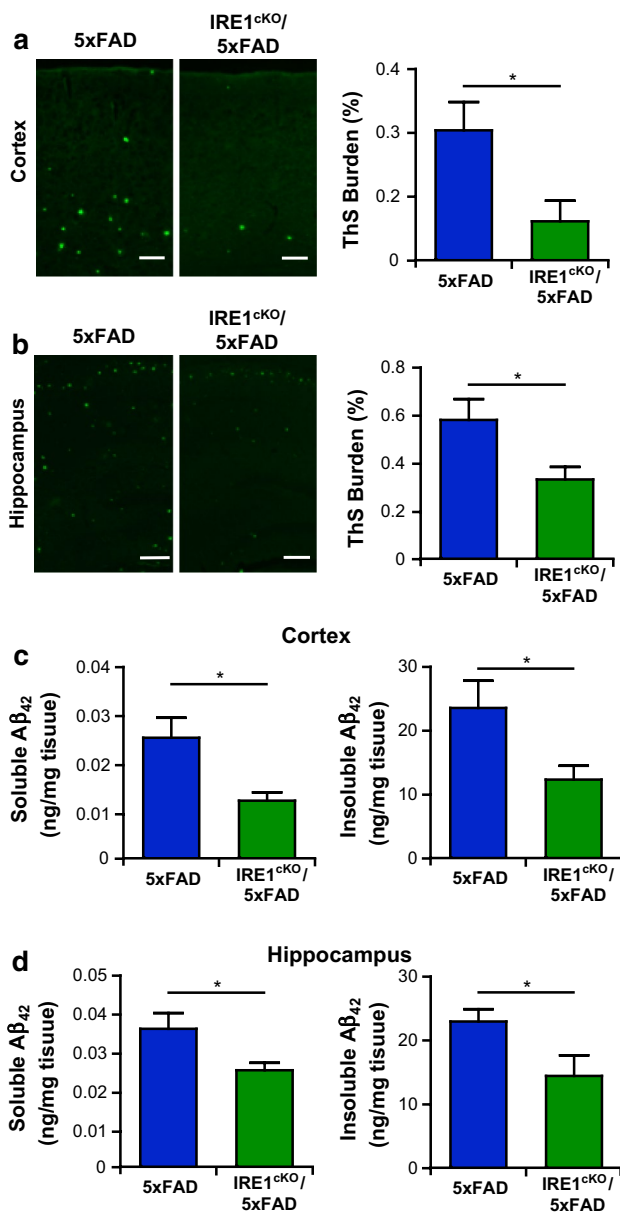 a
5xFAD
IRE1cKO/
5xFAD
Cortex
ThS Burden (%)
0.4
0.3
0.2
0
*
5xFAD
IRE1cKO/
5xFAD
b
5xFAD
IRE1cKO/
5xFAD
Hippocampus
ThS Burden (%)
0.8
0.6
0.4
0
*
5xFAD
IRE1cKO/
5xFAD
Cortex
c
Soluble Aβ42
(ng/mg tisuue)
0.04
0.03
0.02
0.01
0
*
5xFAD
IRE1cKO/
5xFAD
Insoluble Aβ42
(ng/mg tisuue)
30
20
10
0
*
5xFAD
IRE1cKO/
5xFAD
Hippocampus
d
Soluble Aβ42
(ng/mg tisuue)
0.05
0.04
0.03
0.02
0.01
0
*
5xFAD
IRE1cKO/
5xFAD
Insoluble Aβ42
(ng/mg tisuue)
30
20
10
0
*
5xFAD
IRE1cKO/
5xFAD